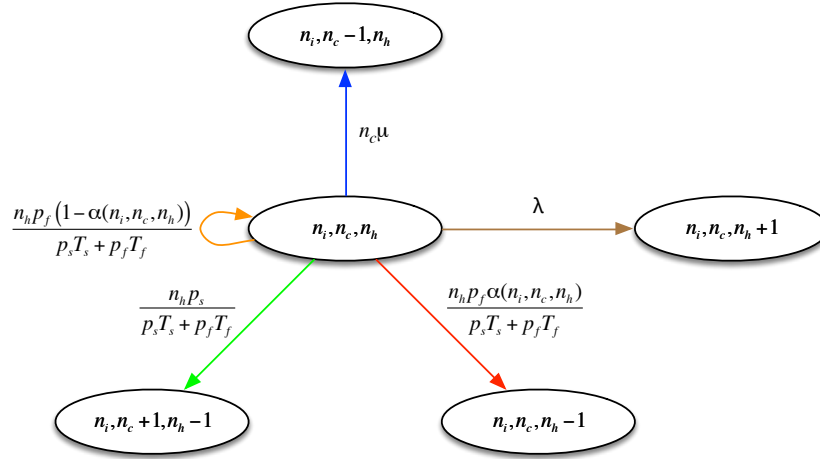 n_i, n_c −1, n_h
n_c μ
λ
n_h p_f (1− α(n_i, n_c, n_h))
p_s T_s + p_f T_f
n_i, n_c, n_h
n_i, n_c, n_h +1
n_h p_s
p_s T_s + p_f T_f
n_h p_f α(n_i, n_c, n_h)
p_s T_s + p_f T_f
n_i, n_c +1, n_h −1
n_i, n_c, n_h −1